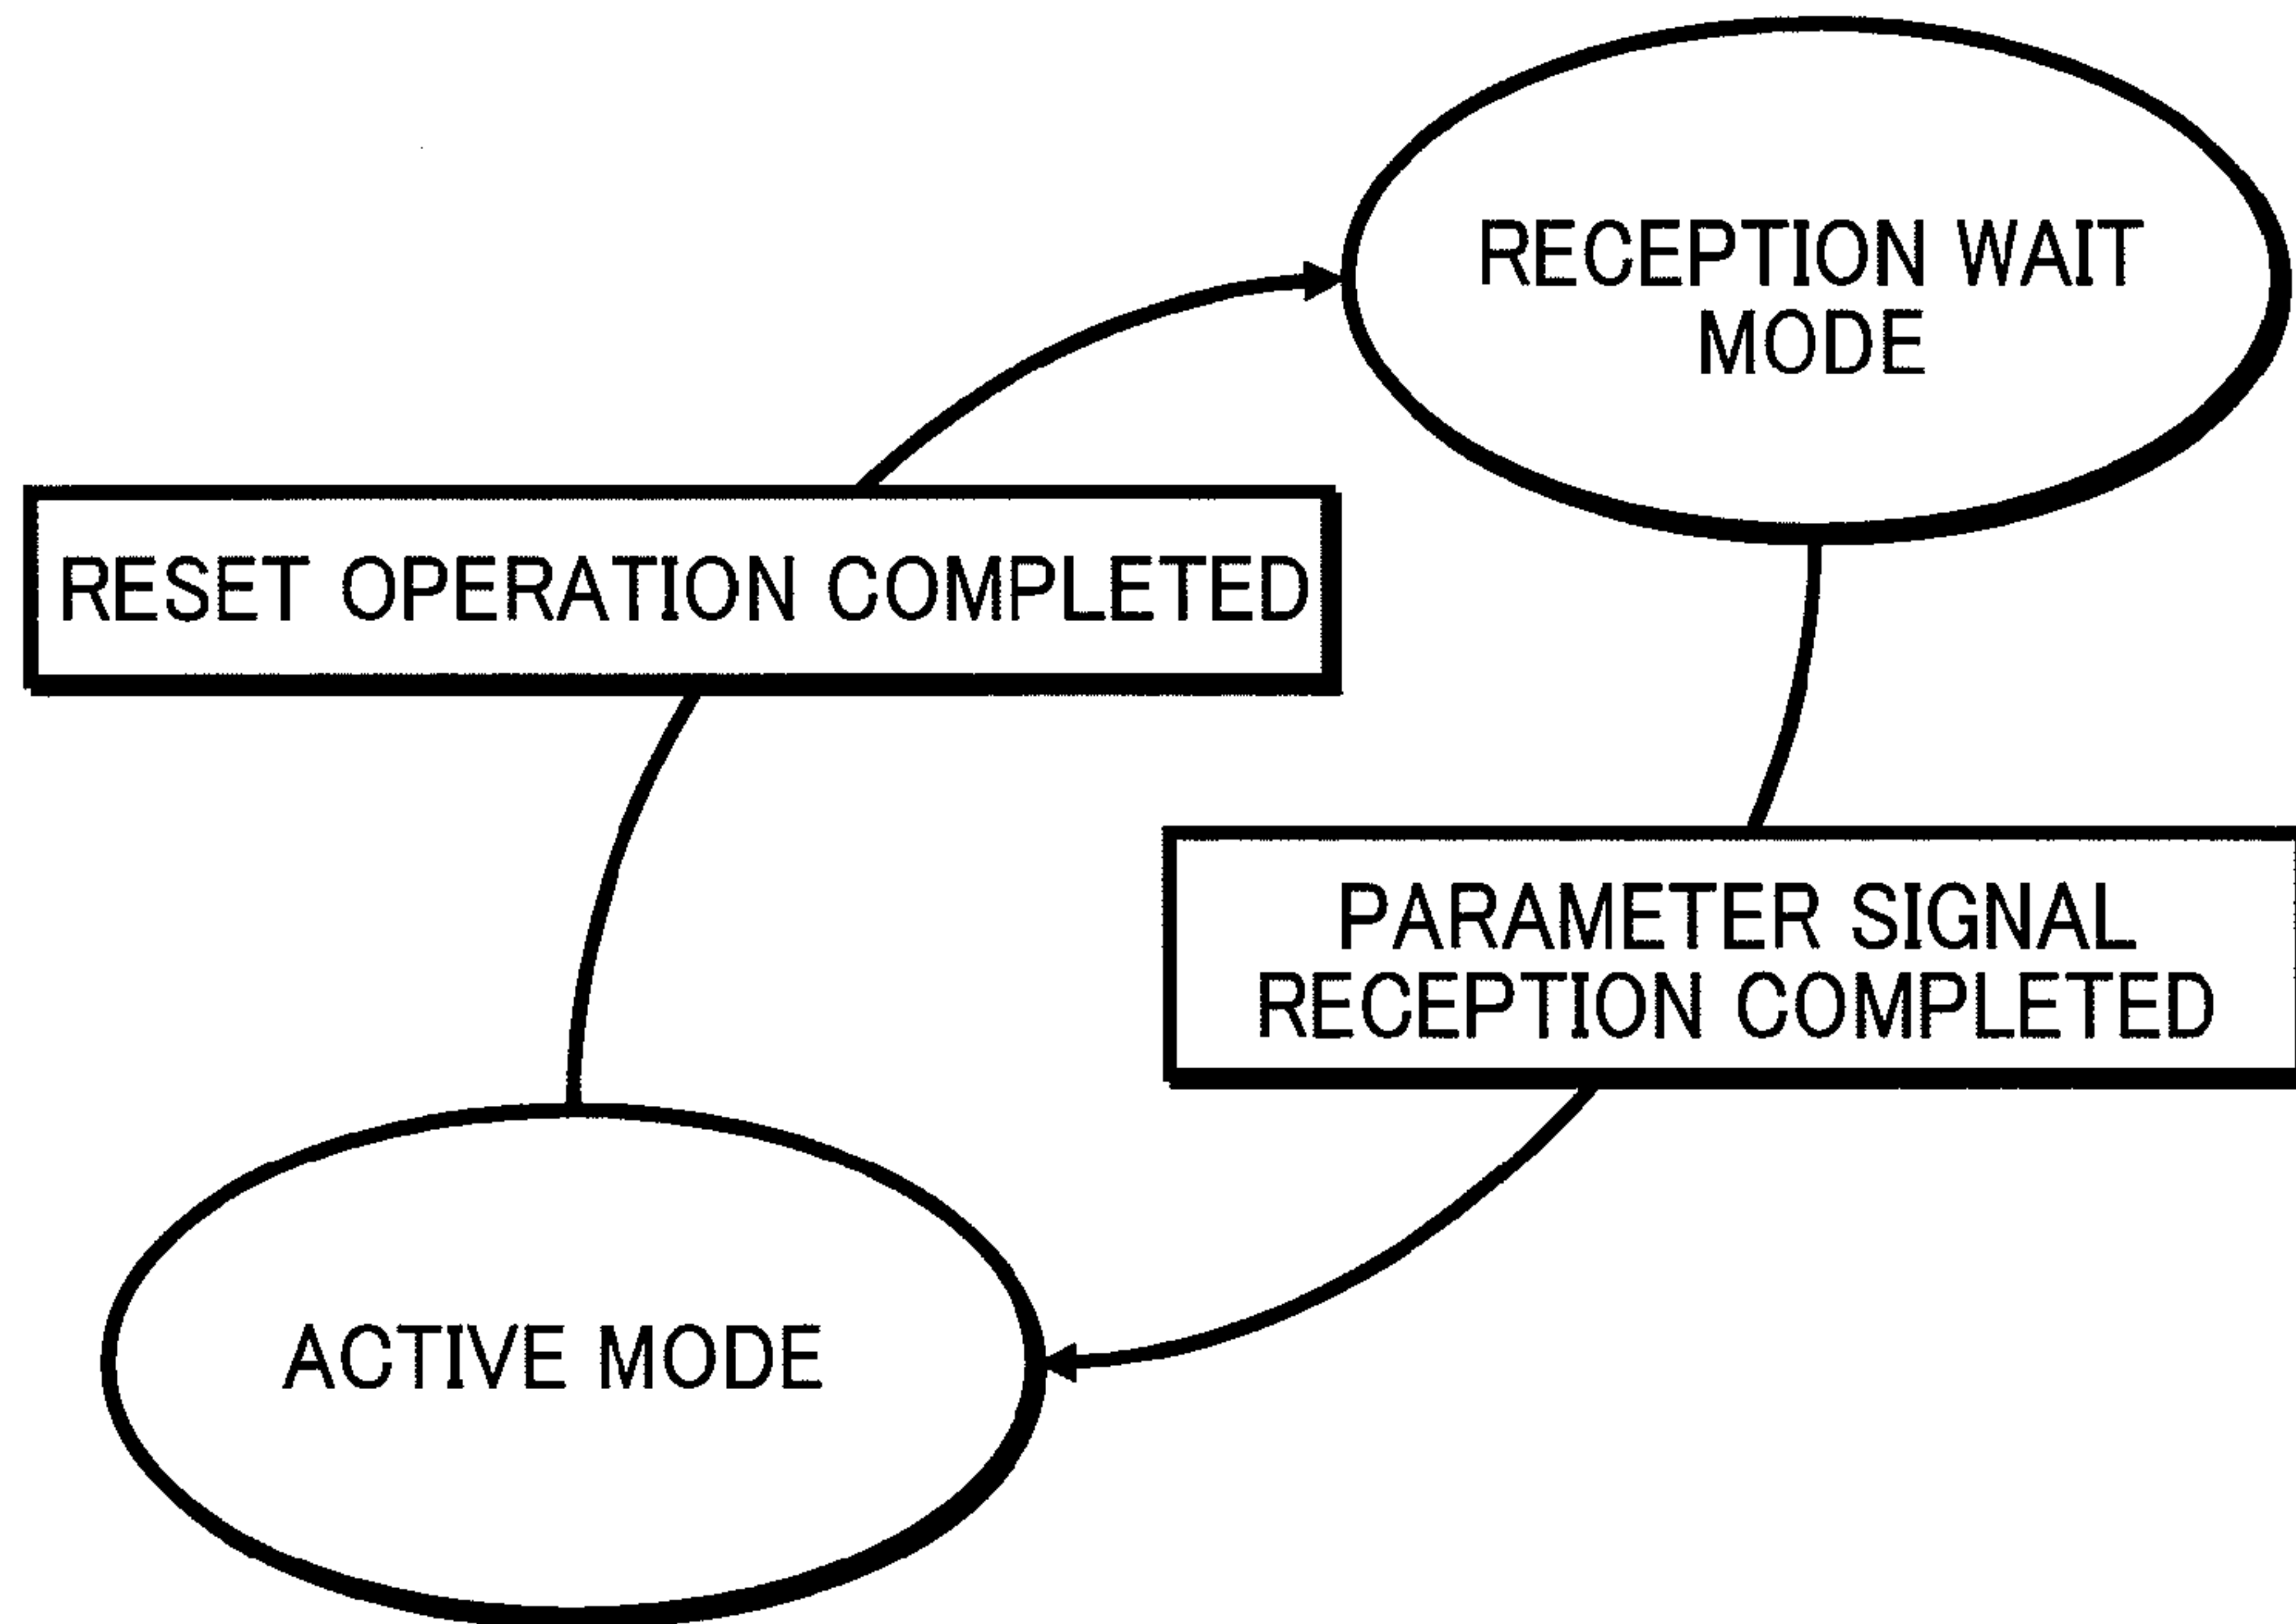 RECEPTION WAIT
MODE
RESET OPERATION COMPLETED
PARAMETER SIGNAL
RECEPTION COMPLETED
ACTIVE MODE